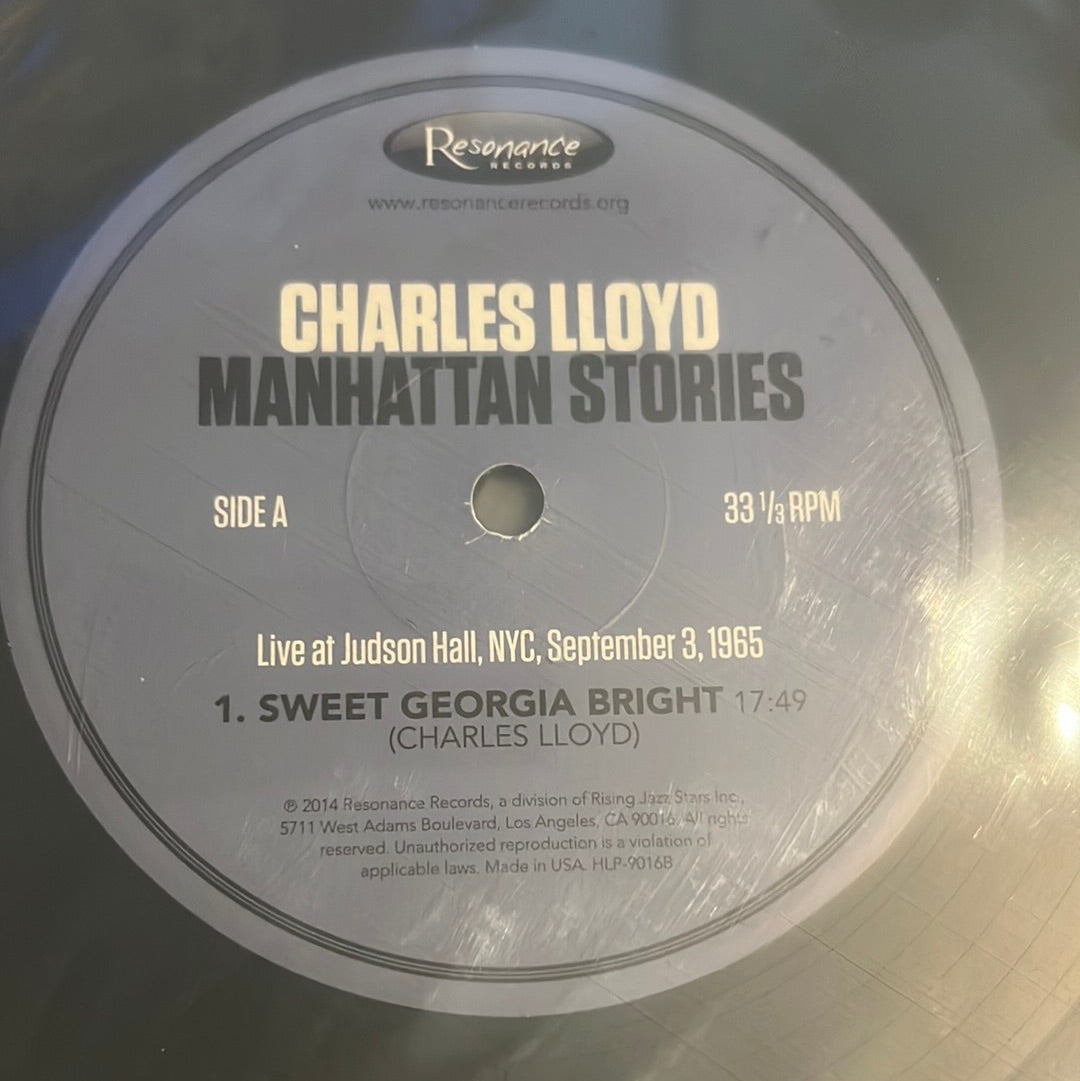 Resonance
RECORDS
www.resonancerecords.org
CHARLES LLOYD
MANHATTAN STORIES
SIDE A
33 1/3 RPM
Live at Judson Hall, NYC, September 3, 1965
1. SWEET GEORGIA BRIGHT 17:49
(CHARLES LLOYD)
℗ 2014 Resonance Records, a division of Rising Jazz Stars Inc.,
5711 West Adams Boulevard, Los Angeles, CA 90016. All rights
reserved. Unauthorized reproduction is a violation of
applicable laws. Made in USA. HLP-9016B